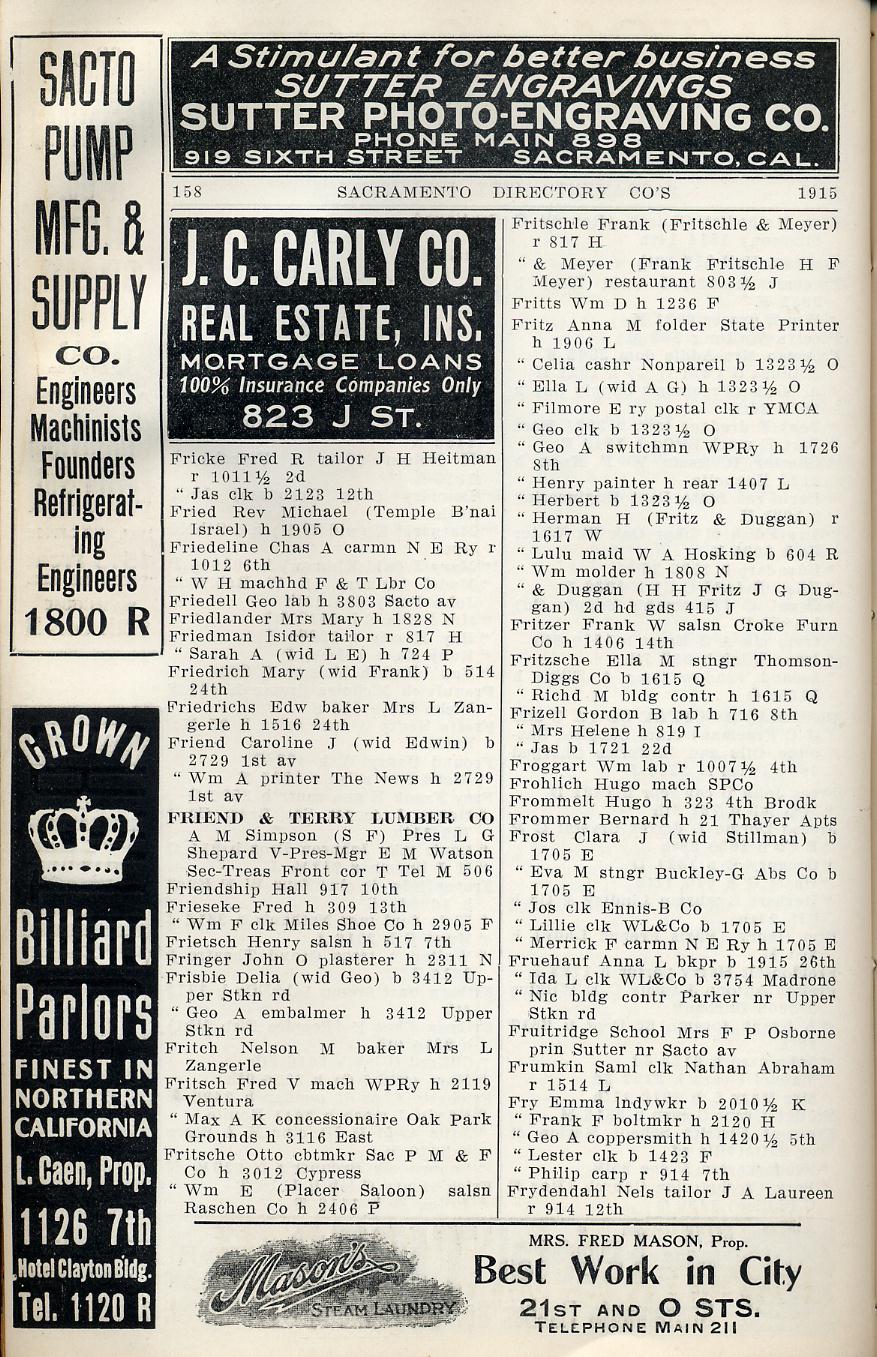 SACTO
PUMP
MFG. &
SUPPLY
CO.
Engineers
Machinists
Founders
Refrigerat-
ing
Engineers
1800 R
CROWN
Billiard
Parlors
FINEST IN
NORTHERN
CALIFORNIA
L. Caen, Prop.
1126 7th
Hotel Clayton Bldg.
Tel. 1120 R
A Stimulant for better business
SUTTER ENGRAVINGS
SUTTER PHOTO-ENGRAVING CO.
PHONE MAIN 898
919 SIXTH STREET SACRAMENTO, CAL.
158 SACRAMENTO DIRECTORY CO'S 1915
J. C. CARLY CO.
REAL ESTATE, INS.
MORTGAGE LOANS
100% Insurance Companies Only
823 J ST.
Fricke Fred R tailor J H Heitman
r 1011½ 2d
" Jas clk b 2123 12th
Fried Rev Michael (Temple B'nai
Israel) h 1905 O
Friedeline Chas A carmn N E Ry r
1012 6th
" W H machhd F & T Lbr Co
Friedell Geo lab h 3803 Sacto av
Friedlander Mrs Mary h 1828 N
Friedman Isidor tailor r 817 H
" Sarah A (wid L E) h 724 P
Friedrich Mary (wid Frank) b 514
24th
Friedrichs Edw baker Mrs L Zan-
gerle h 1516 24th
Friend Caroline J (wid Edwin) b
2729 1st av
" Wm A printer The News h 2729
1st av
FRIEND & TERRY LUMBER CO
A M Simpson (S F) Pres L G
Shepard V-Pres-Mgr E M Watson
Sec-Treas Front cor T Tel M 506
Friendship Hall 917 10th
Frieseke Fred h 309 13th
" Wm F clk Miles Shoe Co h 2905 F
Frietsch Henry salsn h 517 7th
Fringer John O plasterer h 2311 N
Frisbie Delia (wid Geo) b 3412 Up-
per Stkn rd
" Geo A embalmer h 3412 Upper
Stkn rd
Fritch Nelson M baker Mrs L
Zangerle
Fritsch Fred V mach WPRy h 2119
Ventura
" Max A K concessionaire Oak Park
Grounds h 3116 East
Fritsche Otto cbtmkr Sac P M & F
Co h 3012 Cypress
" Wm E (Placer Saloon) salsn
Raschen Co h 2406 P
Fritschle Frank (Fritschle & Meyer)
r 817 H
" & Meyer (Frank Fritschle H F
Meyer) restaurant 803½ J
Fritts Wm D h 1236 F
Fritz Anna M folder State Printer
h 1906 L
" Celia cashr Nonpareil b 1323½ O
" Ella L (wid A G) h 1323½ O
" Filmore E ry postal clk r YMCA
" Geo clk b 1323½ O
" Geo A switchmn WPRy h 1726
8th
" Henry painter h rear 1407 L
" Herbert b 1323½ O
" Herman H (Fritz & Duggan) r
1617 W
" Lulu maid W A Hosking b 604 R
" Wm molder h 1808 N
" & Duggan (H H Fritz J G Dug-
gan) 2d hd gds 415 J
Fritzer Frank W salsn Croke Furn
Co h 1406 14th
Fritzsche Ella M stngr Thomson-
Diggs Co b 1615 Q
" Richd M bldg contr h 1615 Q
Frizell Gordon B lab h 716 8th
" Mrs Helene h 819 I
" Jas b 1721 22d
Froggart Wm lab r 1007½ 4th
Frohlich Hugo mach SPCo
Frommelt Hugo h 323 4th Brodk
Frommer Bernard h 21 Thayer Apts
Frost Clara J (wid Stillman) b
1705 E
" Eva M stngr Buckley-G Abs Co b
1705 E
" Jos clk Ennis-B Co
" Lillie clk WL&Co b 1705 E
" Merrick F carmn N E Ry h 1705 E
Fruehauf Anna L bkpr b 1915 26th
" Ida L clk WL&Co b 3754 Madrone
" Nic bldg contr Parker nr Upper
Stkn rd
Fruitridge School Mrs F P Osborne
prin Sutter nr Sacto av
Frumkin Saml clk Nathan Abraham
r 1514 L
Fry Emma lndywkr b 2010½ K
" Frank F boltmkr h 2120 H
" Geo A coppersmith h 1420½ 5th
" Lester clk b 1423 F
" Philip carp r 914 7th
Frydendahl Nels tailor J A Laureen
r 914 12th
Mason's
STEAM LAUNDRY
MRS. FRED MASON, Prop.
Best Work in City
21ST AND O STS.
TELEPHONE MAIN 211